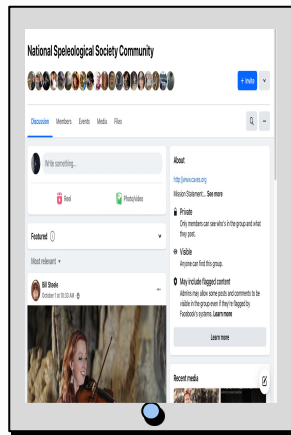 National Speleological Society Community
+ Invite
Discussion Members Events Media Files
Write something...
Reel Photo/video
Featured
Most relevant
Bill Steele
October 1 at 10:30 AM
About
http://www.caves.org
Mission Statement:... See more
Private
Only members can see who's in the group and what
they post.
Visible
Anyone can find this group.
May include flagged content
Admins may allow some posts and comments to be
visible in the group even if they're flagged by
Facebook's systems. Learn more
Learn more
Recent media